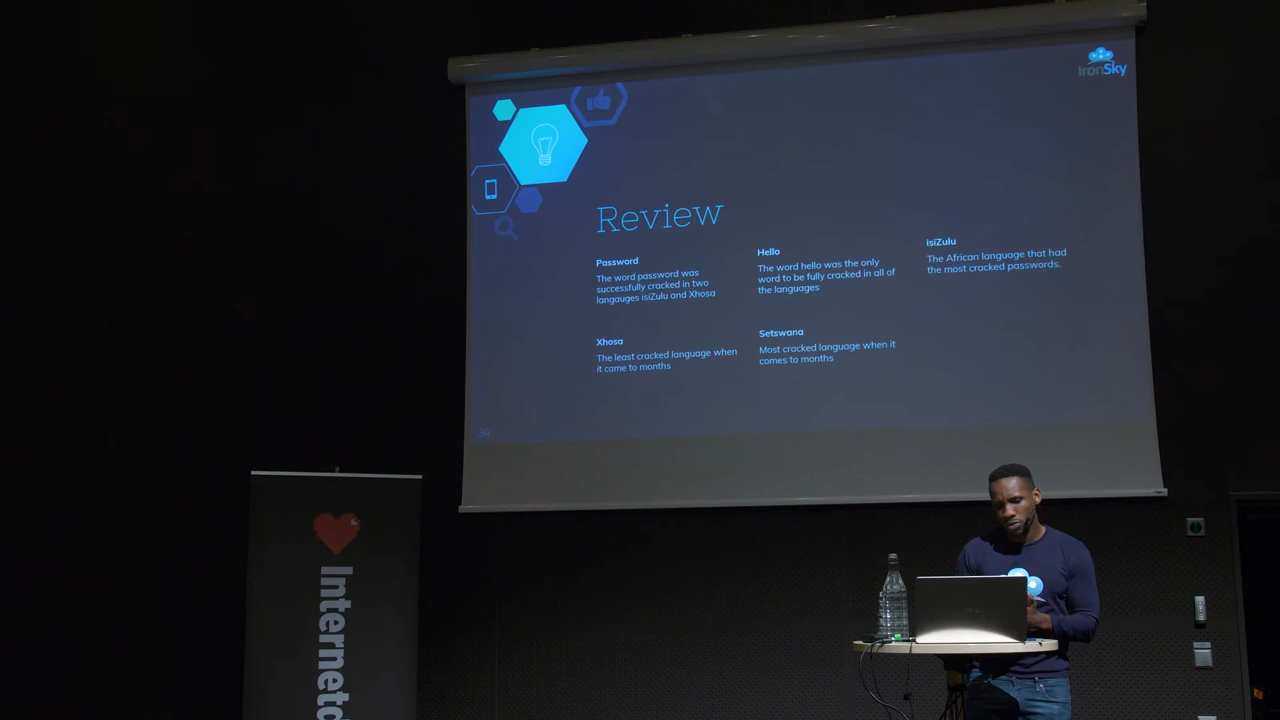 IronSky
Review
Password
The word password was
successfully cracked in two
langauges isiZulu and Xhosa
Hello
The word hello was the only
word to be fully cracked in all of
the languages
isiZulu
The African language that had
the most cracked passwords.
Xhosa
The least cracked language when
it came to months
Setswana
Most cracked language when it
comes to months
34
Internetd